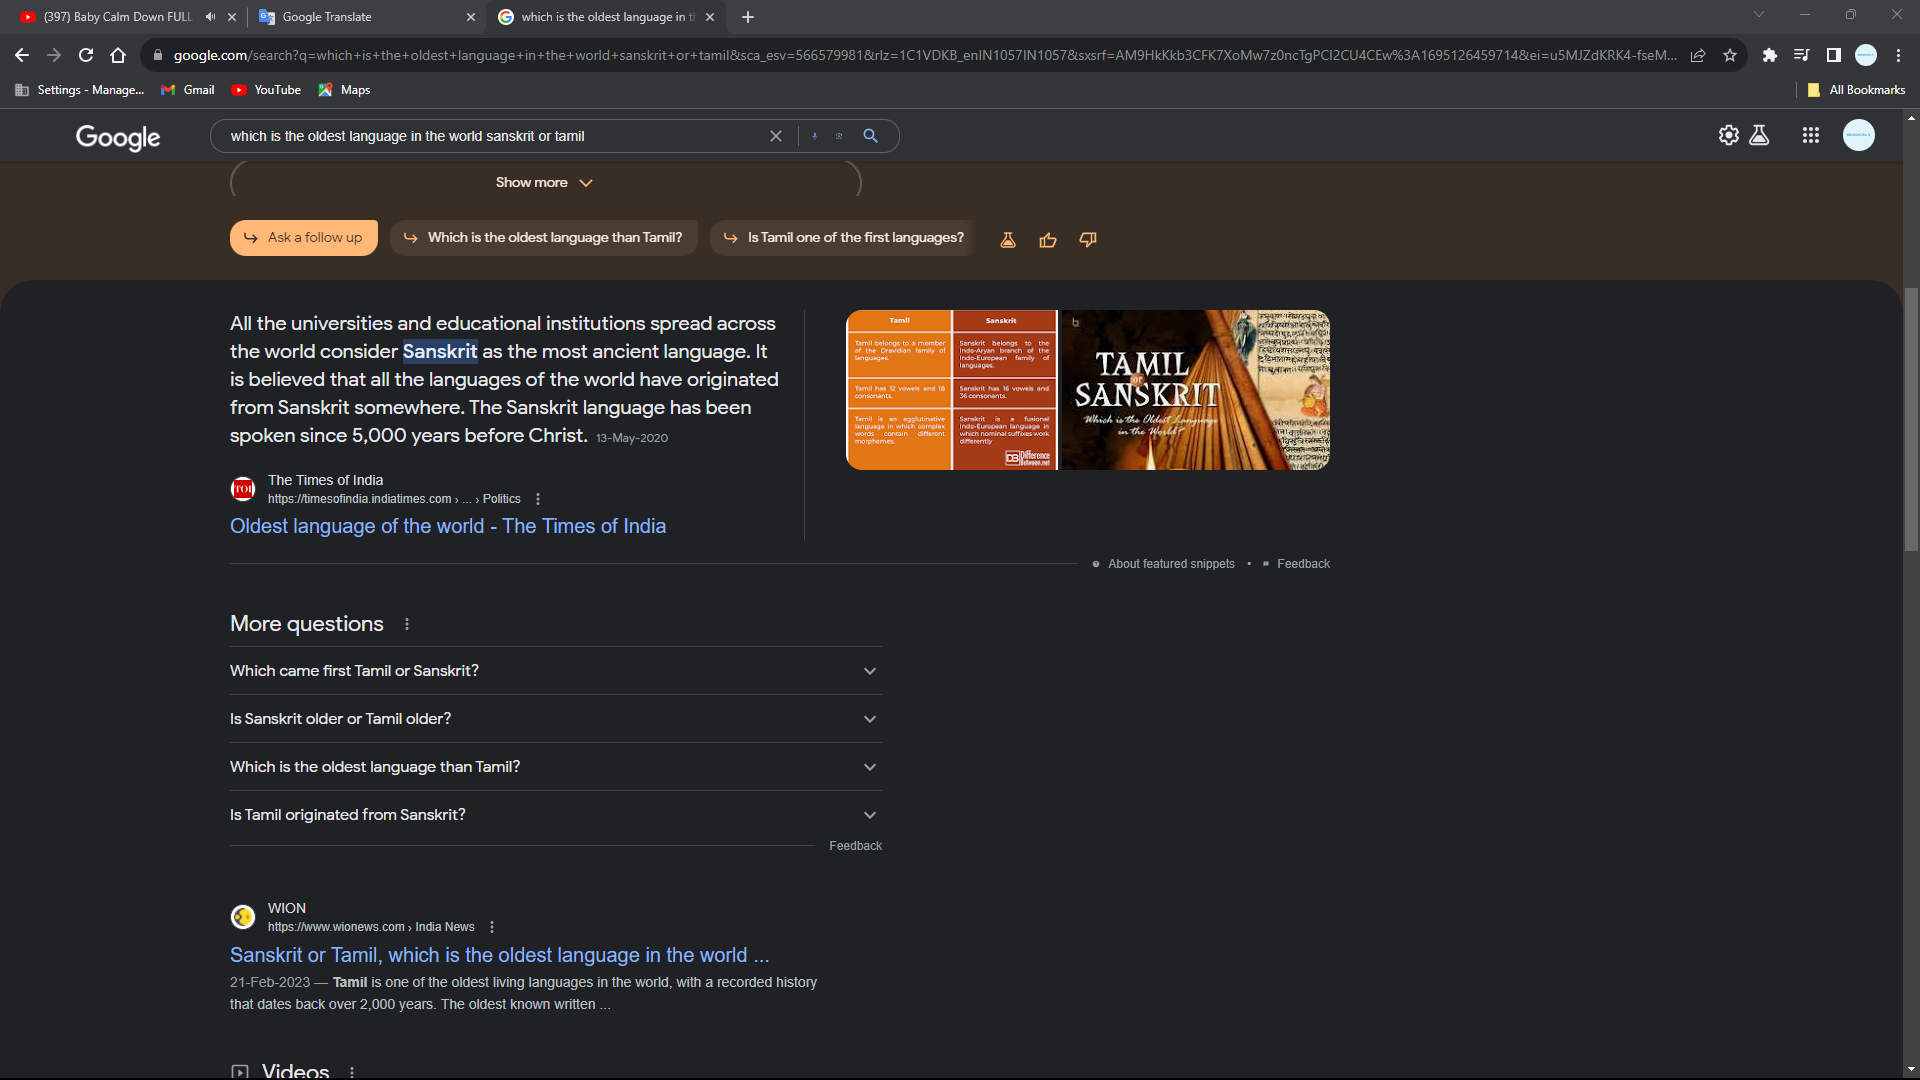 (397) Baby Calm Down FULL
Google Translate
which is the oldest language in th
google.com/search?q=which+is+the+oldest+language+in+the+world+sanskrit+or+tamil&sca_esv=566579981&rlz=1C1VDKB_enIN1057IN1057&sxsrf=AM9HkKkb3CFK7XoMw7z0ncTgPCI2CU4CEw%3A1695126459714&ei=u5MJZdKRK4-fseM...
Settings - Manage...
Gmail
YouTube
Maps
All Bookmarks
Google
which is the oldest language in the world sanskrit or tamil
Show more
Ask a follow up
Which is the oldest language than Tamil?
Is Tamil one of the first languages?
All the universities and educational institutions spread across
the world consider Sanskrit as the most ancient language. It
is believed that all the languages of the world have originated
from Sanskrit somewhere. The Sanskrit language has been
spoken since 5,000 years before Christ. 13-May-2020
TOI
The Times of India
https://timesofindia.indiatimes.com › ... › Politics
Oldest language of the world - The Times of India
Tamil
Sanskrit
Tamil belongs to a member
of the Dravidian family of
languages.
Sanskrit belongs to the
Indo-Aryan branch of the
Indo-European family of
languages.
Tamil has 12 vowels and 18
consonants.
Sanskrit has 16 vowels and
36 consonants.
Tamil is an agglutinative
language in which complex
words contain different
morphemes.
Sanskrit is a fusional
Indo-European language in
which nominal suffixes work
differently
DB Difference
Between.net
TAMIL
or
SANSKRIT
Which is the Oldest Language
in the World?
About featured snippets • Feedback
More questions
Which came first Tamil or Sanskrit?
Is Sanskrit older or Tamil older?
Which is the oldest language than Tamil?
Is Tamil originated from Sanskrit?
Feedback
WION
https://www.wionews.com › India News
Sanskrit or Tamil, which is the oldest language in the world ...
21-Feb-2023 — Tamil is one of the oldest living languages in the world, with a recorded history
that dates back over 2,000 years. The oldest known written ...
Videos